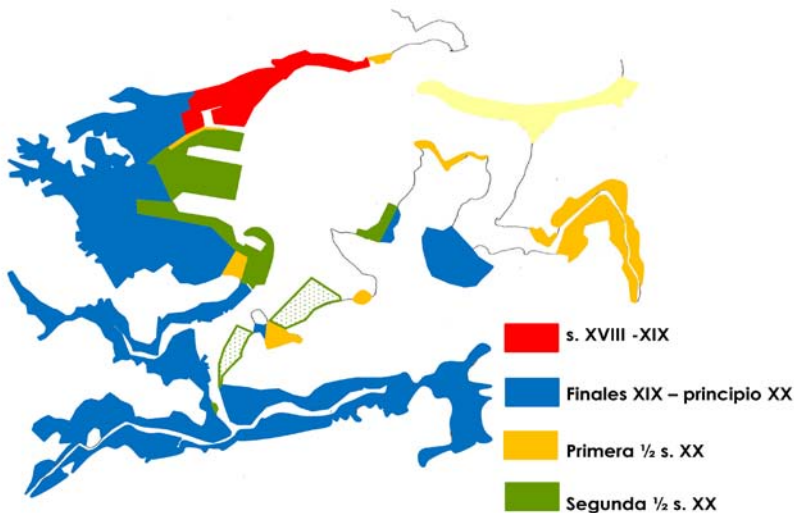 s. XVIII -XIX
Finales XIX – principio XX
Primera ½ s. XX
Segunda ½ s. XX